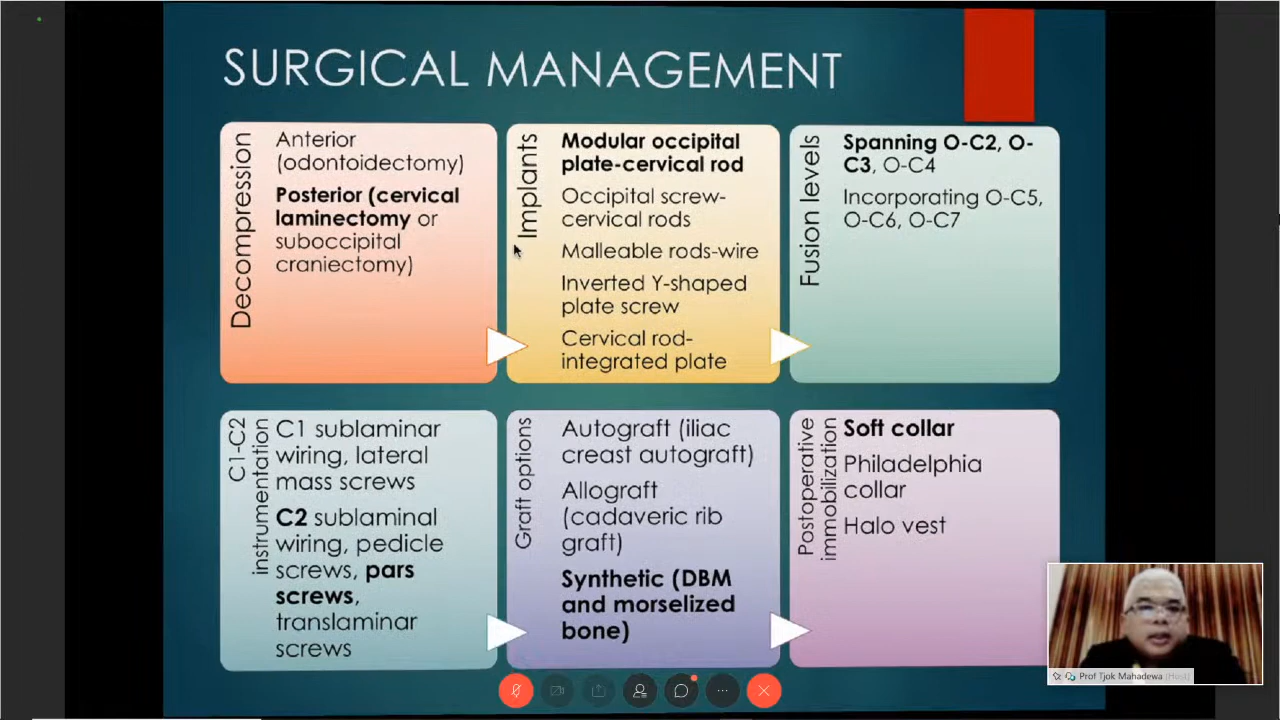 SURGICAL MANAGEMENT
Decompression
Anterior
(odontoidectomy)
Posterior (cervical
laminectomy or
suboccipital
craniectomy)
Implants
Modular occipital
plate-cervical rod
Occipital screw-
cervical rods
Malleable rods-wire
Inverted Y-shaped
plate screw
Cervical rod-
integrated plate
Fusion levels
Spanning O-C2, O-
C3, O-C4
Incorporating O-C5,
O-C6, O-C7
C1-C2
instrumentation
C1 sublaminar
wiring, lateral
mass screws
C2 sublaminal
wiring, pedicle
screws, pars
screws,
translaminar
screws
Graft options
Autograft (iliac
creast autograft)
Allograft
(cadaveric rib
graft)
Synthetic (DBM
and morselized
bone)
Postoperative
immobilization
Soft collar
Philadelphia
collar
Halo vest
Prof Tjok Mahadewa (Host)